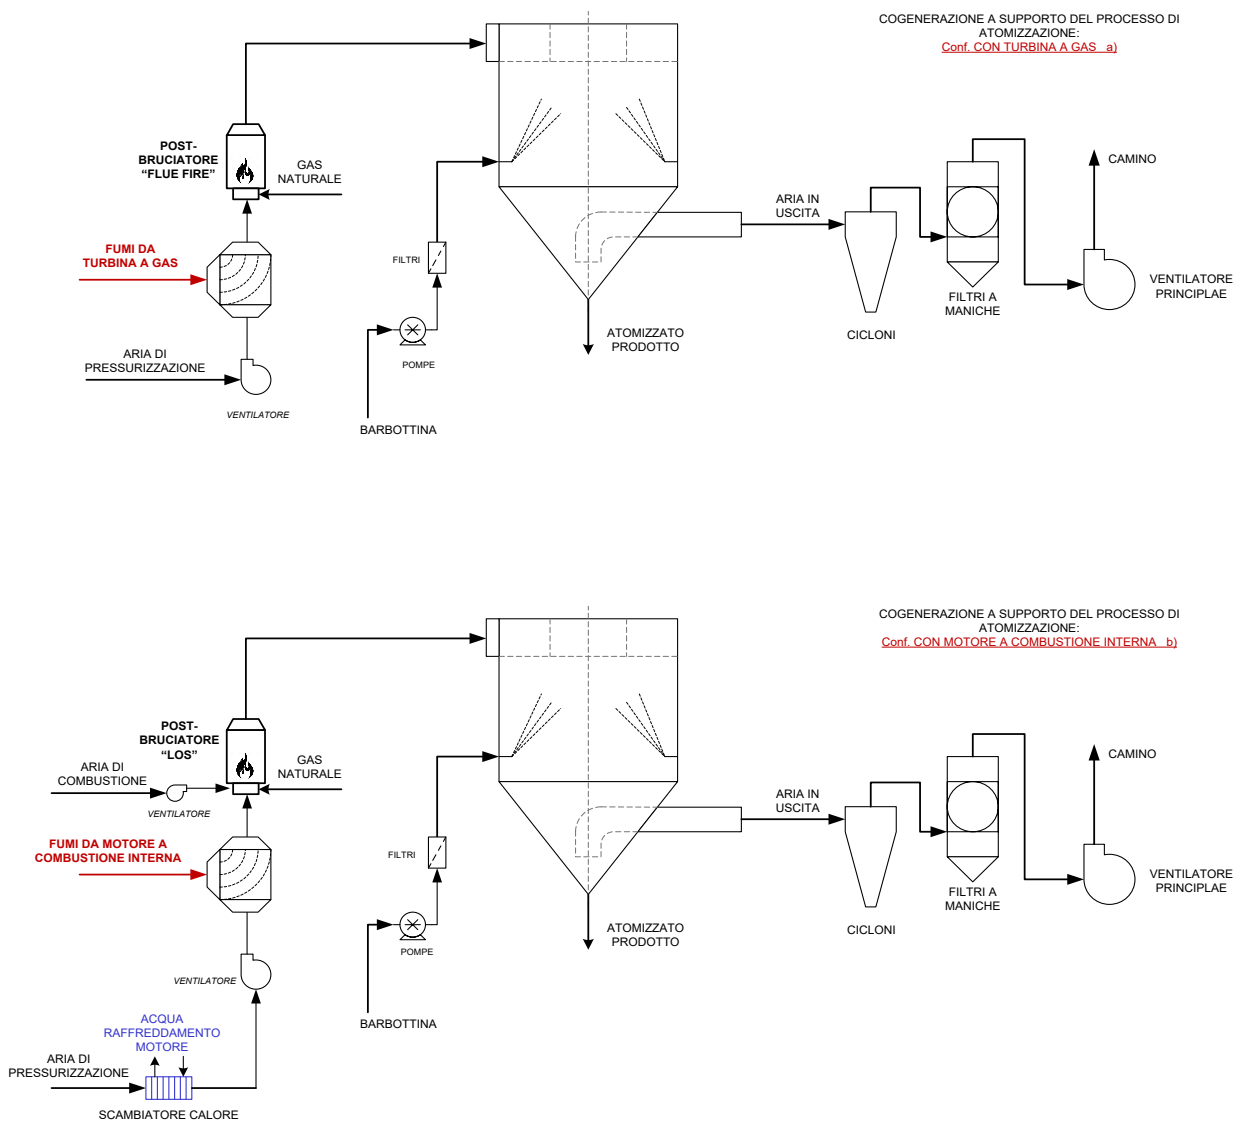 COGENERAZIONE A SUPPORTO DEL PROCESSO DI
ATOMIZZAZIONE:
Conf. CON TURBINA A GAS a)
POST-
BRUCIATORE
“FLUE FIRE”
GAS
NATURALE
FUMI DA
TURBINA A GAS
ARIA DI
PRESSURIZZAZIONE
VENTILATORE
FILTRI
POMPE
BARBOTTINA
ATOMIZZATO
PRODOTTO
ARIA IN
USCITA
CICLONI
FILTRI A
MANICHE
CAMINO
VENTILATORE
PRINCIPLAE
COGENERAZIONE A SUPPORTO DEL PROCESSO DI
ATOMIZZAZIONE:
Conf. CON MOTORE A COMBUSTIONE INTERNA b)
POST-
BRUCIATORE
“LOS”
ARIA DI
COMBUSTIONE
VENTILATORE
GAS
NATURALE
FUMI DA MOTORE A
COMBUSTIONE INTERNA
VENTILATORE
ACQUA
RAFFREDDAMENTO
MOTORE
ARIA DI
PRESSURIZZAZIONE
SCAMBIATORE CALORE
FILTRI
POMPE
BARBOTTINA
ATOMIZZATO
PRODOTTO
ARIA IN
USCITA
CICLONI
FILTRI A
MANICHE
CAMINO
VENTILATORE
PRINCIPLAE